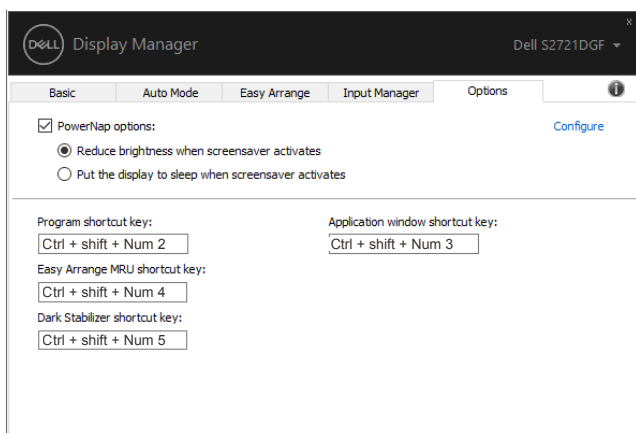 x
DELL Display Manager Dell S2721DGF
Basic Auto Mode Easy Arrange Input Manager Options i
PowerNap options: Configure
Reduce brightness when screensaver activates
Put the display to sleep when screensaver activates
Program shortcut key: Application window shortcut key:
Ctrl + shift + Num 2 Ctrl + shift + Num 3
Easy Arrange MRU shortcut key:
Ctrl + shift + Num 4
Dark Stabilizer shortcut key:
Ctrl + shift + Num 5